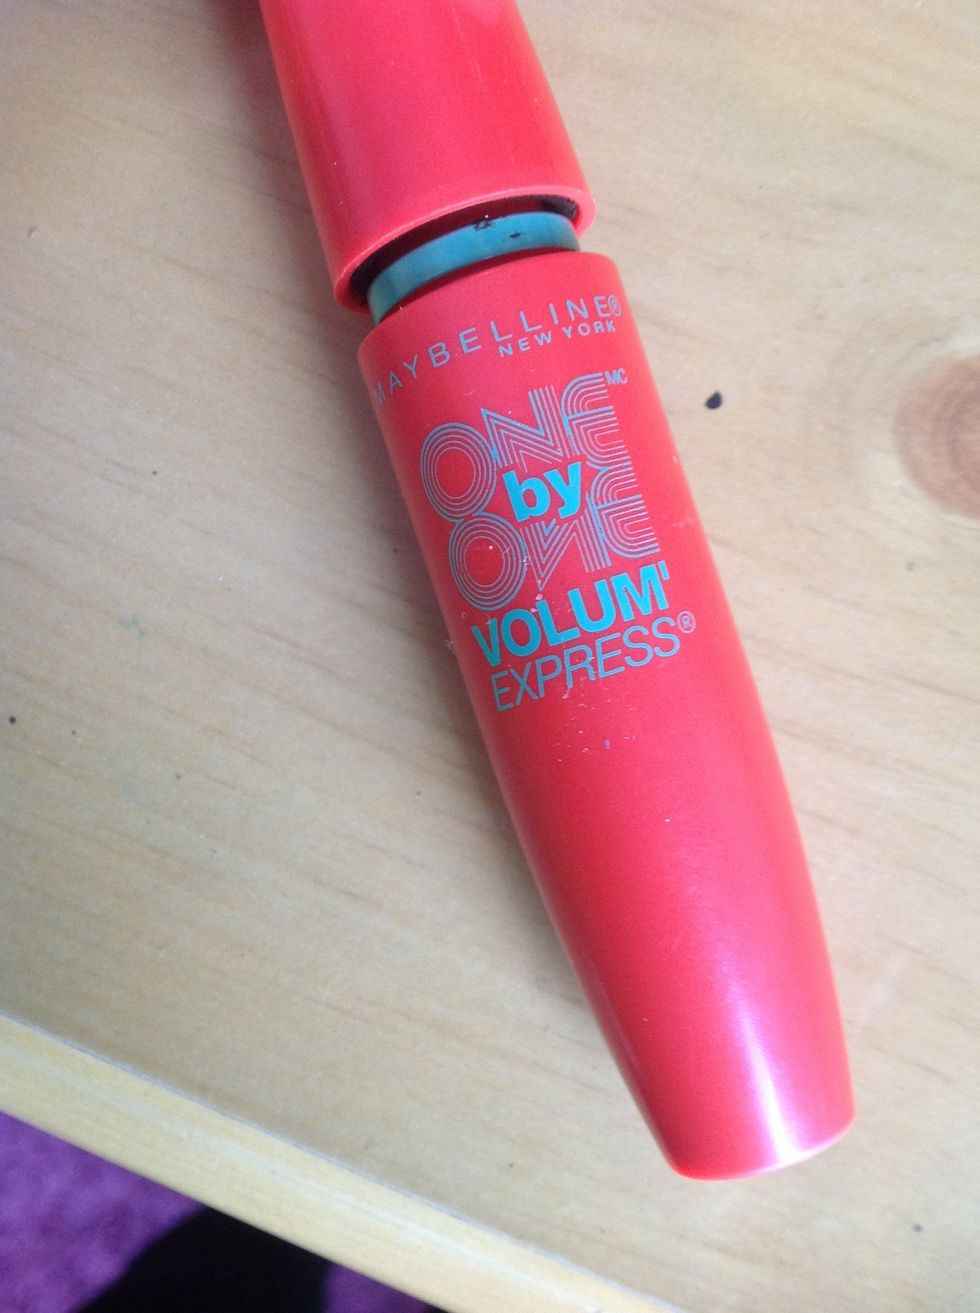 MAYBELLINE®
NEW YORK
ONE MC
by
ONE
VOLUM'
EXPRESS®